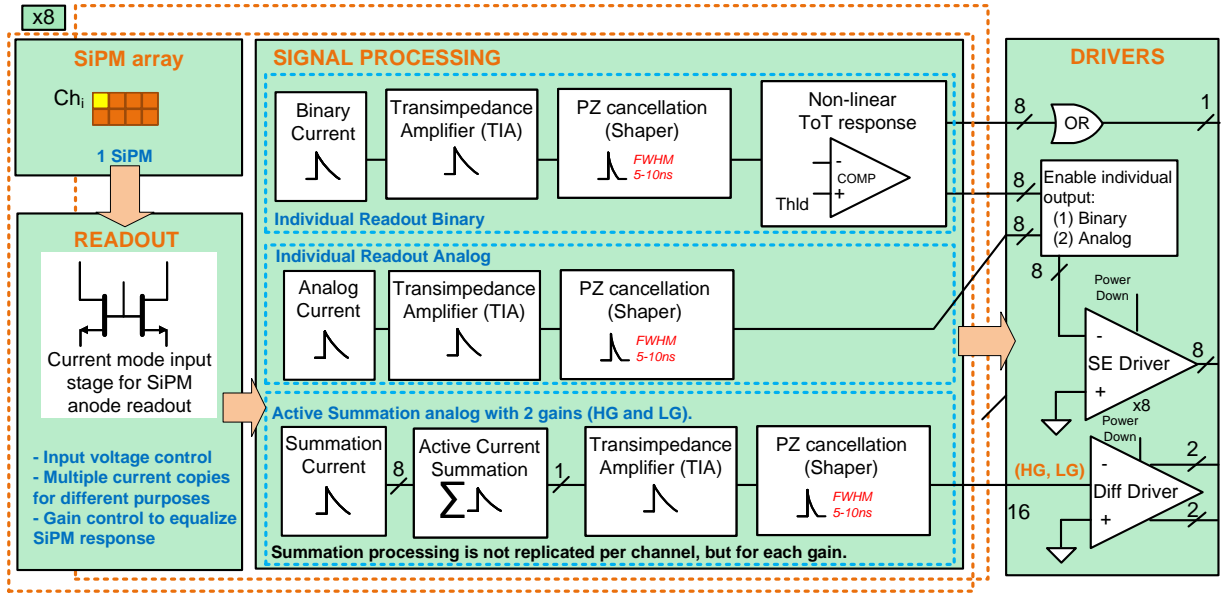 x8
SiPM array
Ch_i
1 SiPM
READOUT
Current mode input
stage for SiPM
anode readout
- Input voltage control
- Multiple current copies
for different purposes
- Gain control to equalize
SiPM response
SIGNAL PROCESSING
Binary
Current
Transimpedance
Amplifier (TIA)
PZ cancellation
(Shaper)
FWHM
5-10ns
Non-linear
ToT response
-
COMP
+
Thld
Individual Readout Binary
Individual Readout Analog
Analog
Current
Transimpedance
Amplifier (TIA)
PZ cancellation
(Shaper)
FWHM
5-10ns
Active Summation analog with 2 gains (HG and LG).
Summation
Current
8
Active Current
Summation
Σ
1
Transimpedance
Amplifier (TIA)
PZ cancellation
(Shaper)
FWHM
5-10ns
Summation processing is not replicated per channel, but for each gain.
DRIVERS
8
OR
1
8
8
Enable individual
output:
(1) Binary
(2) Analog
8
Power
Down
-
SE Driver
+
8
x8
Power
Down
(HG, LG)
16
-
Diff Driver
+
2
2